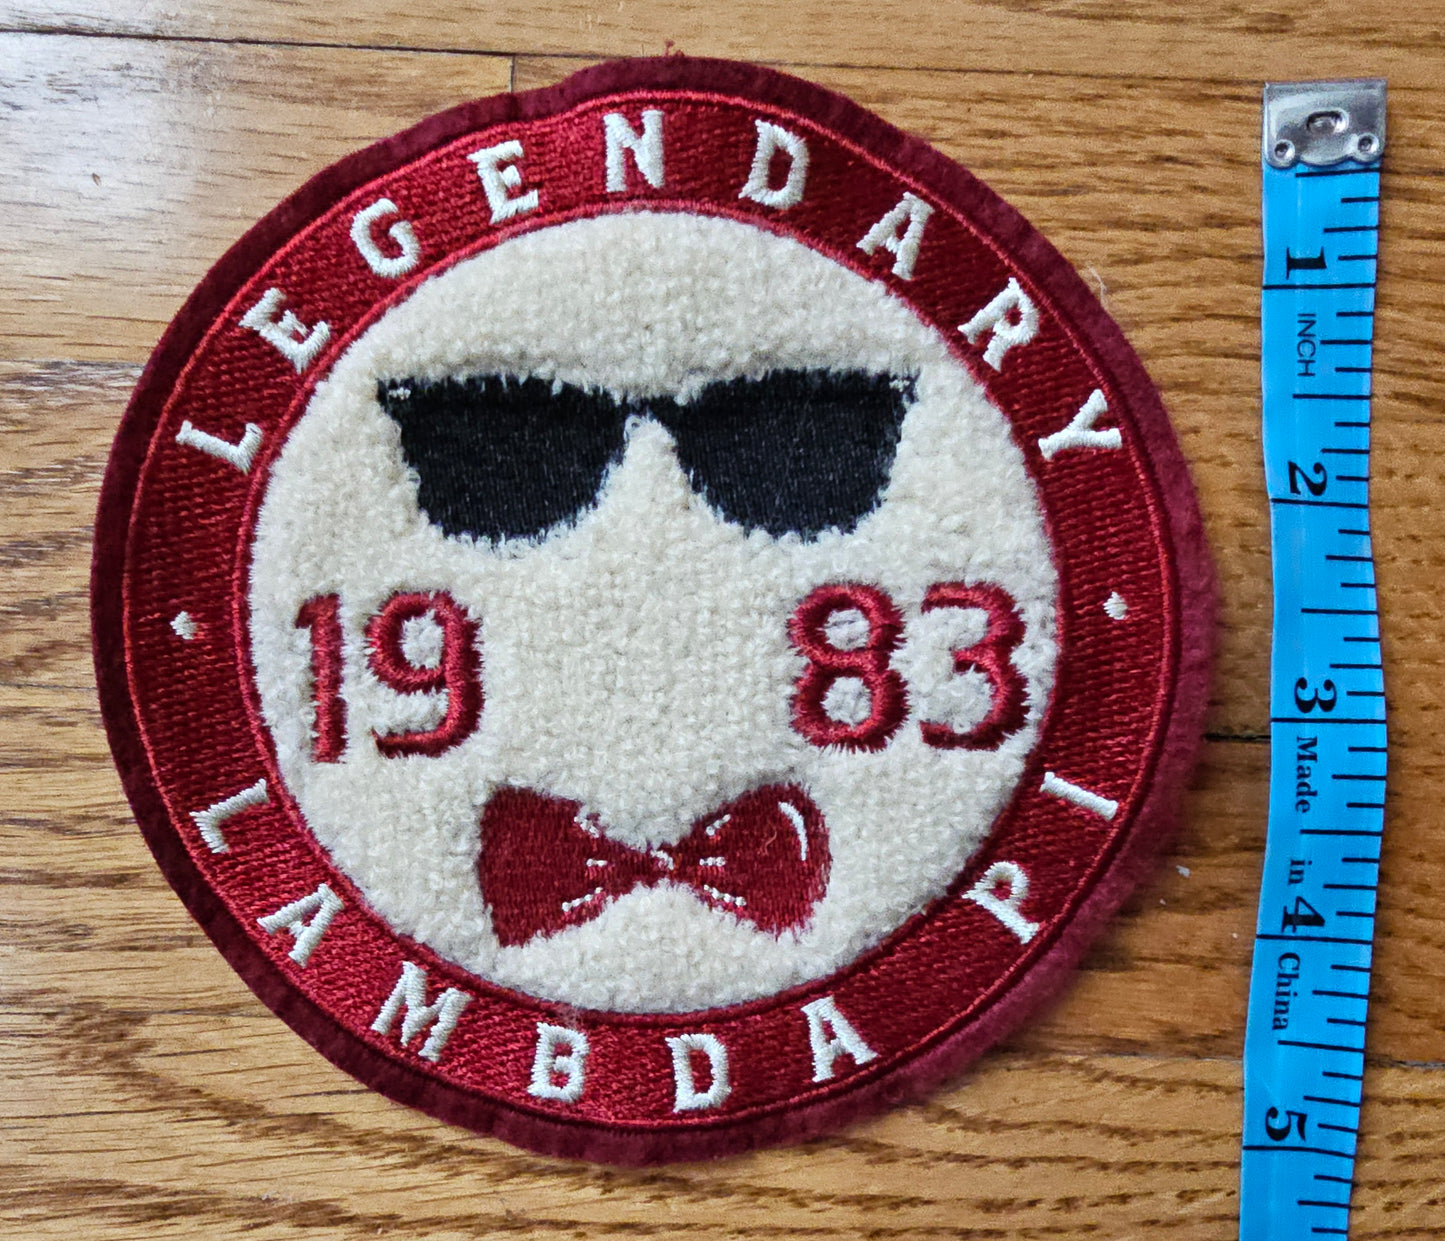 LEGENDARY
19 83
LAMBDA PI
1
INCH
2
3
Made in China
4
5